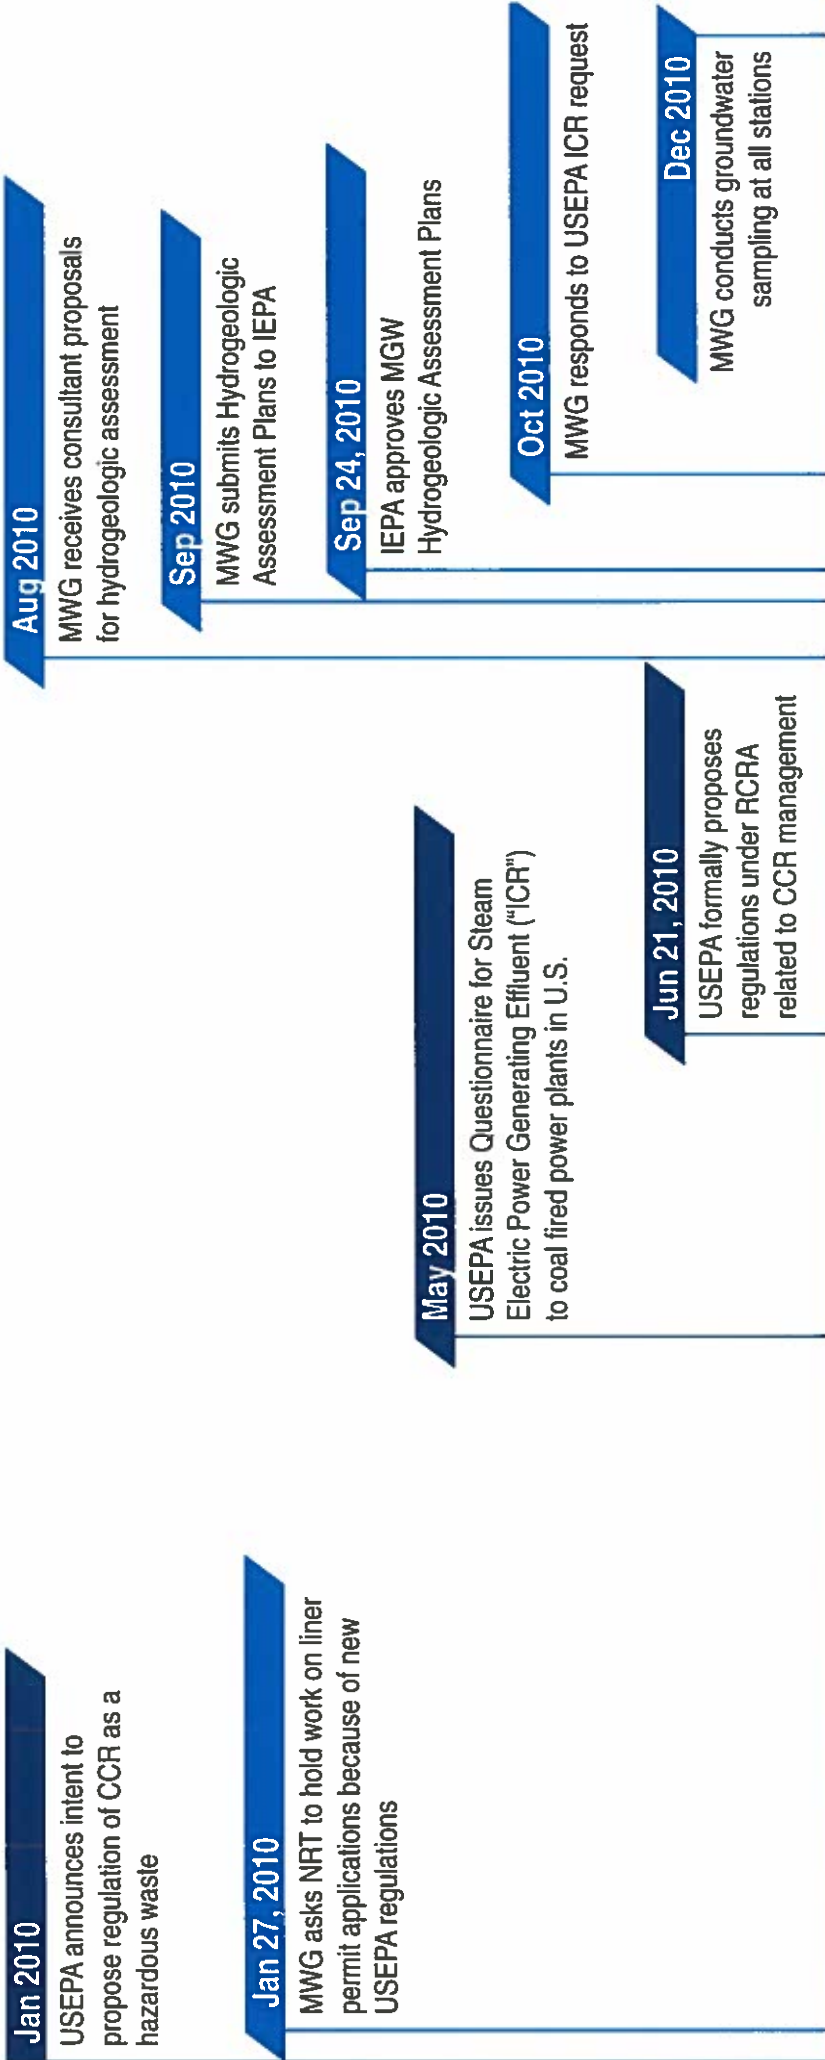 Jan 2010
USEPA announces intent to
propose regulation of CCR as a
hazardous waste
Jan 27, 2010
MWG asks NRT to hold work on liner
permit applications because of new
USEPA regulations
May 2010
USEPA issues Questionnaire for Steam
Electric Power Generating Effluent (“ICR”)
to coal fired power plants in U.S.
Jun 21, 2010
USEPA formally proposes
regulations under RCRA
related to CCR management
Aug 2010
MWG receives consultant proposals
for hydrogeologic assessment
Sep 2010
MWG submits Hydrogeologic
Assessment Plans to IEPA
Sep 24, 2010
IEPA approves MGW
Hydrogeologic Assessment Plans
Oct 2010
MWG responds to USEPA ICR request
Dec 2010
MWG conducts groundwater
sampling at all stations